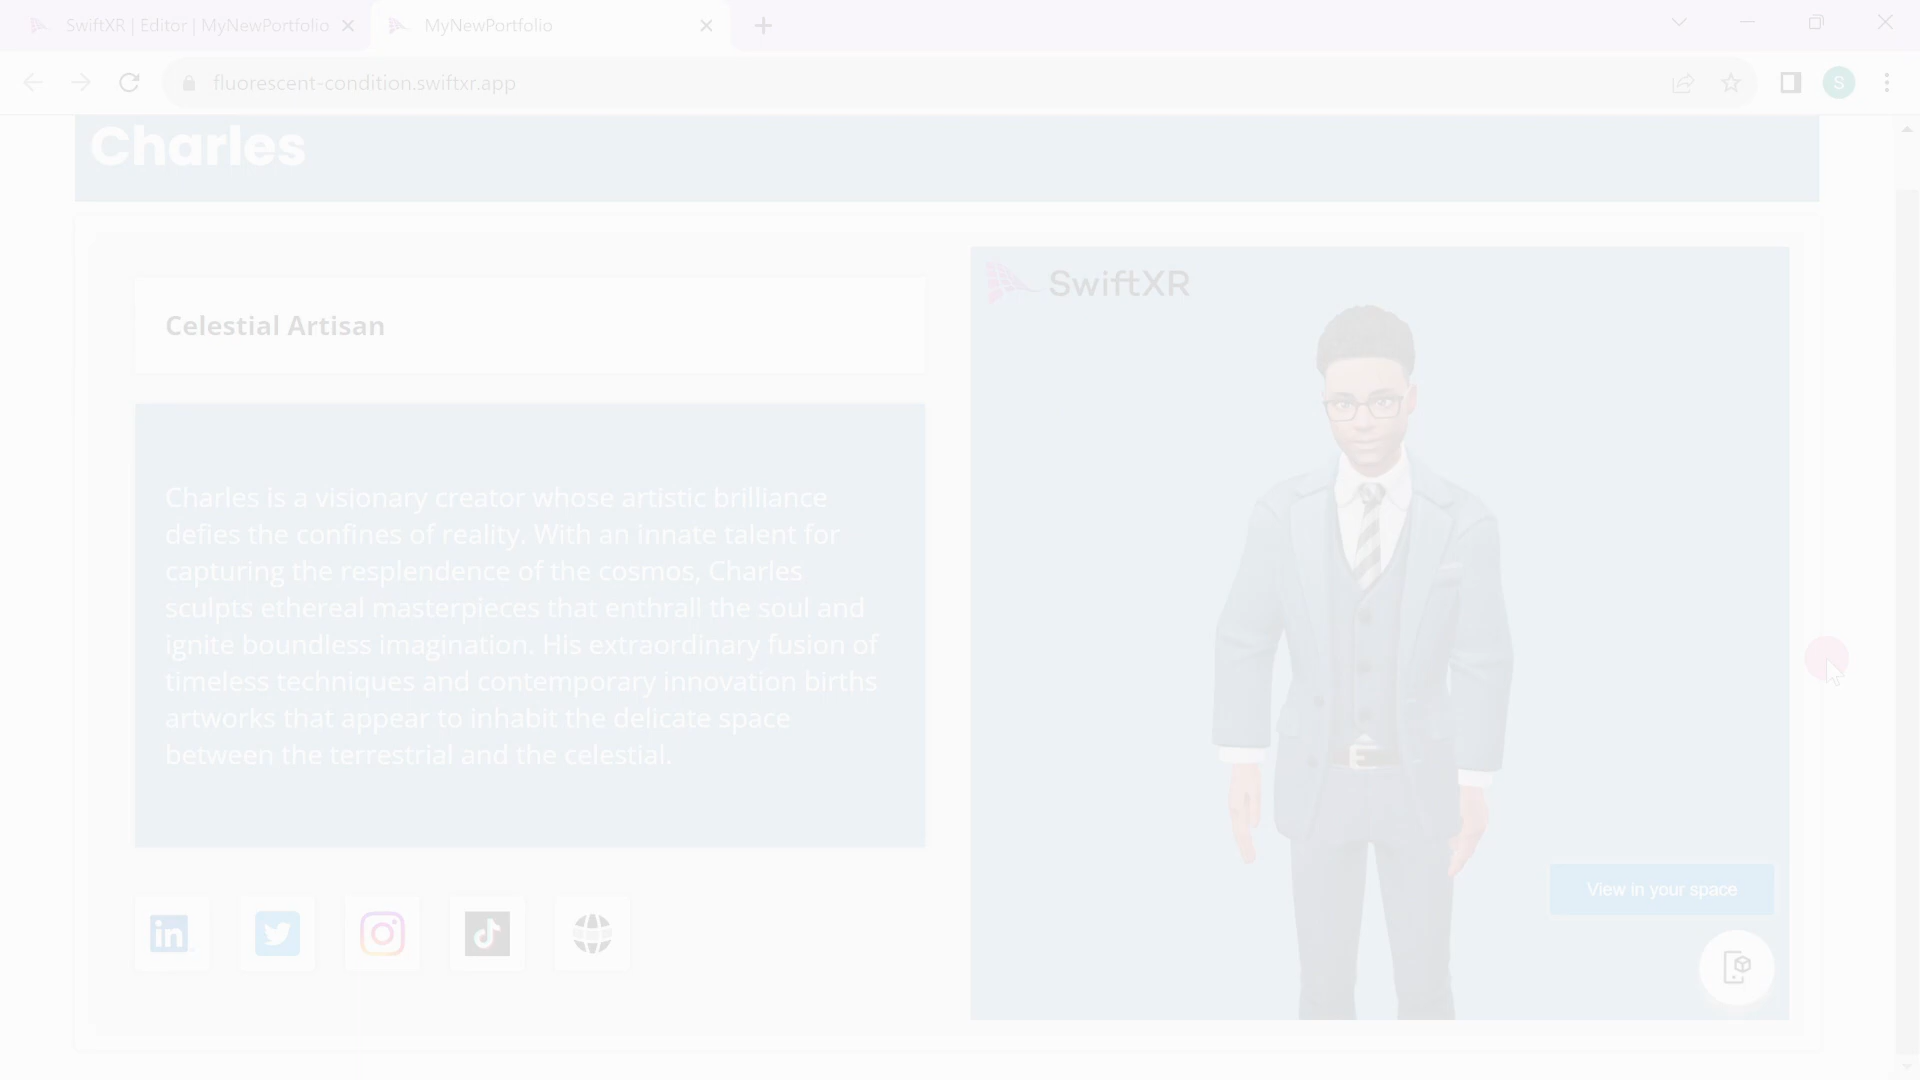 SwiftXR | Editor | MyNewPortfolio
MyNewPortfolio
fluorescent-condition.swiftxr.app
S
Charles
Celestial Artisan
Charles is a visionary creator whose artistic brilliance
defies the confines of reality. With an innate talent for
capturing the resplendence of the cosmos, Charles
sculpts ethereal masterpieces that enthrall the soul and
ignite boundless imagination. His extraordinary fusion of
timeless techniques and contemporary innovation births
artworks that appear to inhabit the delicate space
between the terrestrial and the celestial.
in
SwiftXR
View in your space